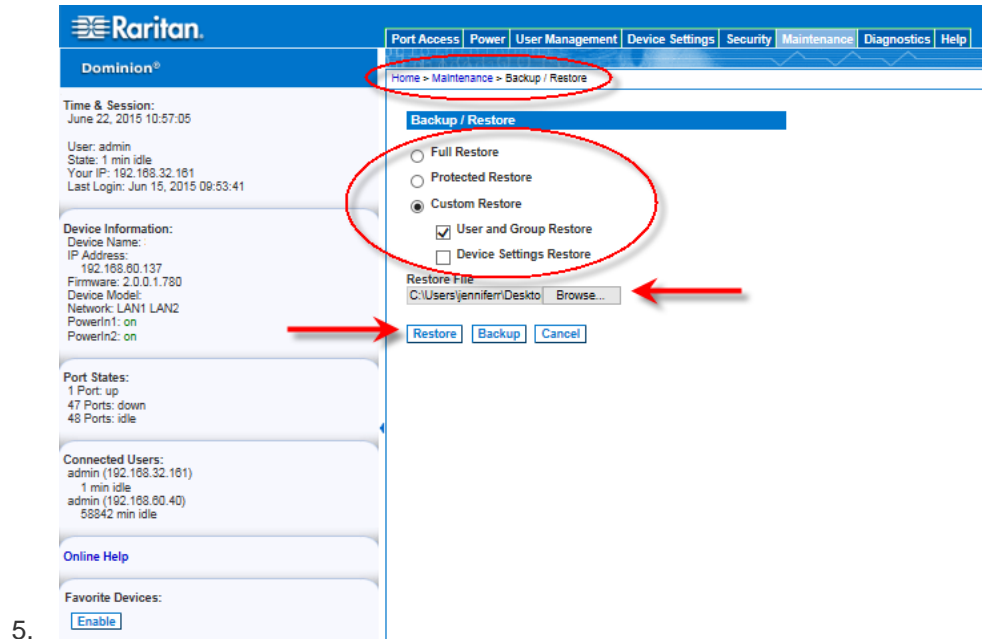 Raritan.
Port Access Power User Management Device Settings Security Maintenance Diagnostics Help
Dominion®
Home > Maintenance > Backup / Restore
Time & Session:
June 22, 2015 10:57:05
User: admin
State: 1 min idle
Your IP: 192.168.32.161
Last Login: Jun 15, 2015 09:53:41
Device Information:
Device Name:
IP Address:
192.168.60.137
Firmware: 2.0.0.1.780
Device Model:
Network: LAN1 LAN2
PowerIn1: on
PowerIn2: on
Port States:
1 Port: up
47 Ports: down
48 Ports: idle
Connected Users:
admin (192.168.32.161)
1 min idle
admin (192.168.60.40)
58842 min idle
Online Help
Favorite Devices:
Enable
Backup / Restore
Full Restore
Protected Restore
Custom Restore
User and Group Restore
Device Settings Restore
Restore File
C:\Users\jenniferr\Deskto Browse...
Restore Backup Cancel
5.